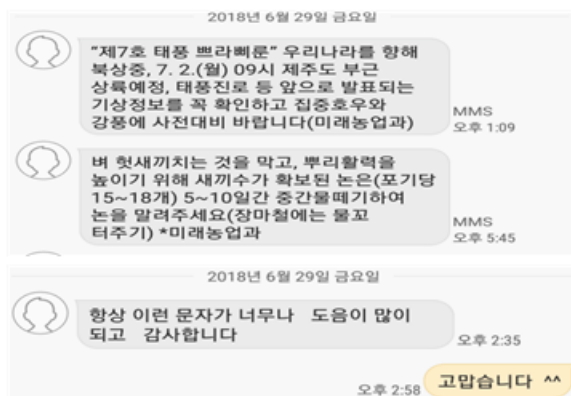 2018년 6월 29일 금요일
“제7호 태풍 쁘라삐룬” 우리나라를 향해
북상중, 7. 2.(월) 09시 제주도 부근
상륙예정, 태풍진로 등 앞으로 발표되는
기상정보를 꼭 확인하고 집중호우와
강풍에 사전대비 바랍니다(미래농업과)
MMS
오후 1:09
벼 헛새끼치는 것을 막고, 뿌리활력을
높이기 위해 새끼수가 확보된 논은(포기당
15~18개) 5~10일간 중간물떼기하여
논을 말려주세요(장마철에는 물꼬
터주기) *미래농업과
MMS
오후 5:45
2018년 6월 29일 금요일
항상 이런 문자가 너무나 도음이 많이
되고 감사합니다
오후 2:35
고맙습니다 ^^
오후 2:58